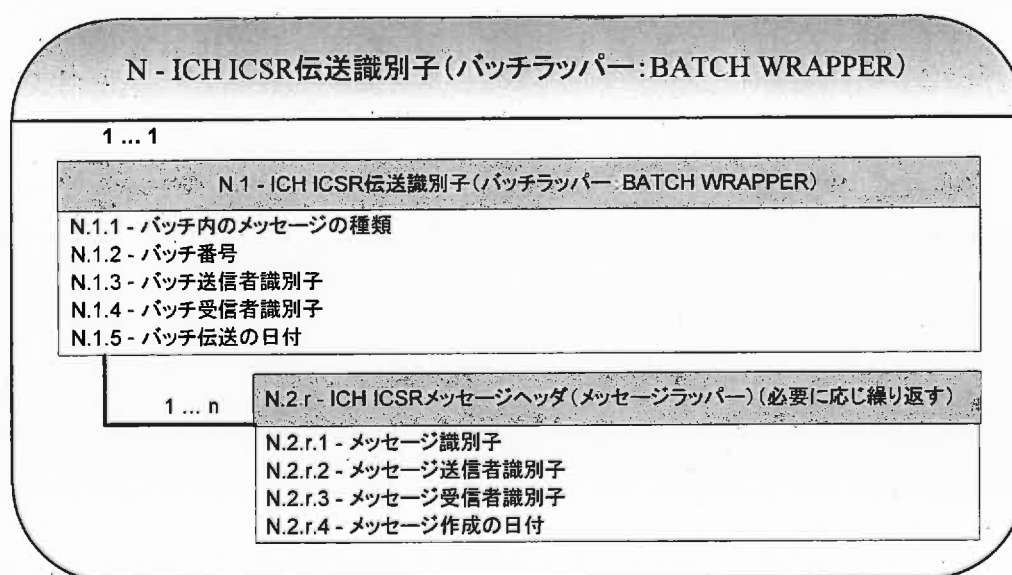 N - ICH ICSR伝送識別子(バッチラッパー:BATCH WRAPPER)
1 ... 1
N.1 - ICH ICSR伝送識別子(バッチラッパー:BATCH WRAPPER)
N.1.1 - バッチ内のメッセージの種類
N.1.2 - バッチ番号
N.1.3 - バッチ送信者識別子
N.1.4 - バッチ受信者識別子
N.1.5 - バッチ伝送の日付
1 ... n
N.2.r - ICH ICSRメッセージヘッダ(メッセージラッパー)(必要に応じ繰り返す)
N.2.r.1 - メッセージ識別子
N.2.r.2 - メッセージ送信者識別子
N.2.r.3 - メッセージ受信者識別子
N.2.r.4 - メッセージ作成の日付